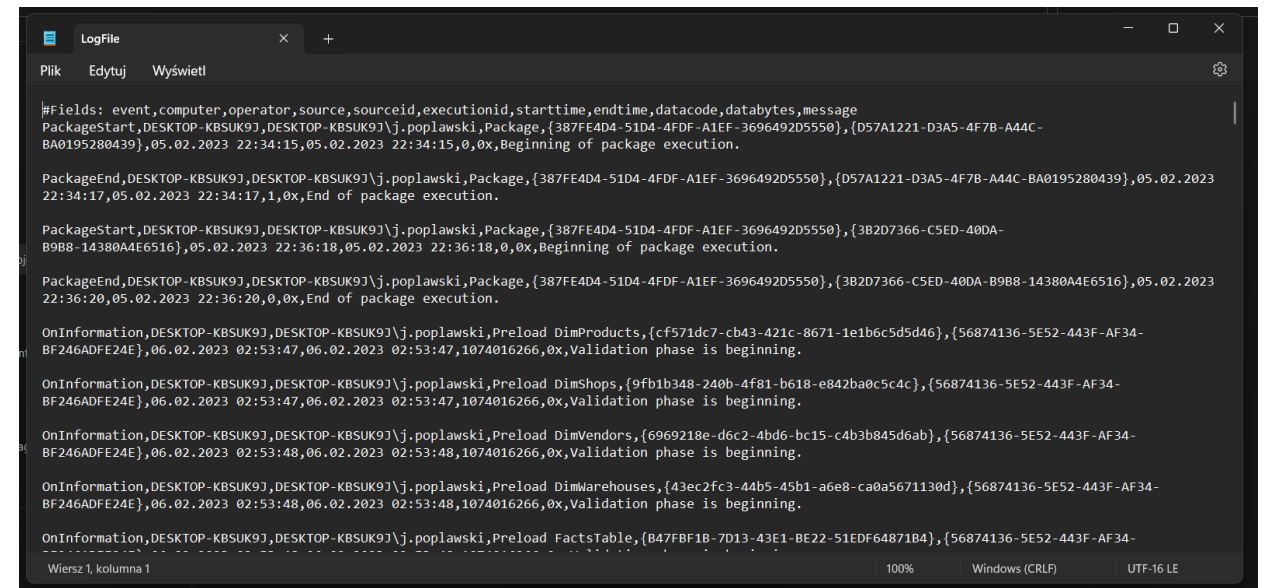 LogFile
Plik Edytuj Wyświetl
#Fields: event,computer,operator,source,sourceid,executionid,starttime,endtime,datacode,databytes,message
PackageStart,DESKTOP-KBSUK9J,DESKTOP-KBSUK9J\j.poplawski,Package,{387FE4D4-51D4-4FDF-A1EF-3696492D5550},{D57A1221-D3A5-4F7B-A44C-
BA0195280439},05.02.2023 22:34:15,05.02.2023 22:34:15,0,0x,Beginning of package execution.
PackageEnd,DESKTOP-KBSUK9J,DESKTOP-KBSUK9J\j.poplawski,Package,{387FE4D4-51D4-4FDF-A1EF-3696492D5550},{D57A1221-D3A5-4F7B-A44C-BA0195280439},05.02.2023
22:34:17,05.02.2023 22:34:17,1,0x,End of package execution.
PackageStart,DESKTOP-KBSUK9J,DESKTOP-KBSUK9J\j.poplawski,Package,{387FE4D4-51D4-4FDF-A1EF-3696492D5550},{3B2D7366-C5ED-40DA-
B9B8-14380A4E6516},05.02.2023 22:36:18,05.02.2023 22:36:18,0,0x,Beginning of package execution.
PackageEnd,DESKTOP-KBSUK9J,DESKTOP-KBSUK9J\j.poplawski,Package,{387FE4D4-51D4-4FDF-A1EF-3696492D5550},{3B2D7366-C5ED-40DA-B9B8-14380A4E6516},05.02.2023
22:36:20,05.02.2023 22:36:20,0,0x,End of package execution.
OnInformation,DESKTOP-KBSUK9J,DESKTOP-KBSUK9J\j.poplawski,Preload DimProducts,{cf571dc7-cb43-421c-8671-1e1b6c5d5d46},{56874136-5E52-443F-AF34-
BF246ADFE24E},06.02.2023 02:53:47,06.02.2023 02:53:47,1074016266,0x,Validation phase is beginning.
OnInformation,DESKTOP-KBSUK9J,DESKTOP-KBSUK9J\j.poplawski,Preload DimShops,{9fb1b348-240b-4f81-b618-e842ba0c5c4c},{56874136-5E52-443F-AF34-
BF246ADFE24E},06.02.2023 02:53:47,06.02.2023 02:53:47,1074016266,0x,Validation phase is beginning.
OnInformation,DESKTOP-KBSUK9J,DESKTOP-KBSUK9J\j.poplawski,Preload DimVendors,{6969218e-d6c2-4bd6-bc15-c4b3b845d6ab},{56874136-5E52-443F-AF34-
BF246ADFE24E},06.02.2023 02:53:48,06.02.2023 02:53:48,1074016266,0x,Validation phase is beginning.
OnInformation,DESKTOP-KBSUK9J,DESKTOP-KBSUK9J\j.poplawski,Preload DimWarehouses,{43ec2fc3-44b5-45b1-a6e8-ca0a5671130d},{56874136-5E52-443F-AF34-
BF246ADFE24E},06.02.2023 02:53:48,06.02.2023 02:53:48,1074016266,0x,Validation phase is beginning.
OnInformation,DESKTOP-KBSUK9J,DESKTOP-KBSUK9J\j.poplawski,Preload FactsTable,{B47FBF1B-7D13-43E1-BE22-51EDF64871B4},{56874136-5E52-443F-AF34-
Wiersz 1, kolumna 1 100% Windows (CRLF) UTF-16 LE